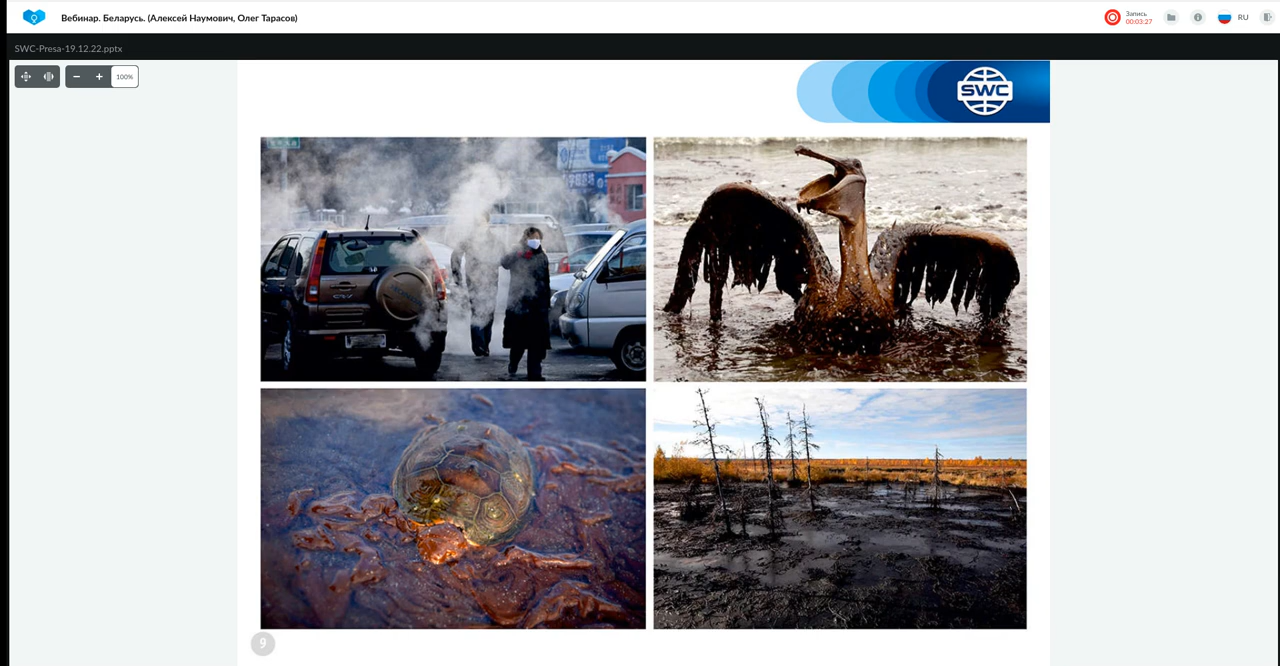 Вебинар. Беларусь. (Алексей Наумович, Олег Тарасов)
Запись
00:03:27
RU
SWC-Presa-19.12.22.pptx
100%
SWC
CR-V
9